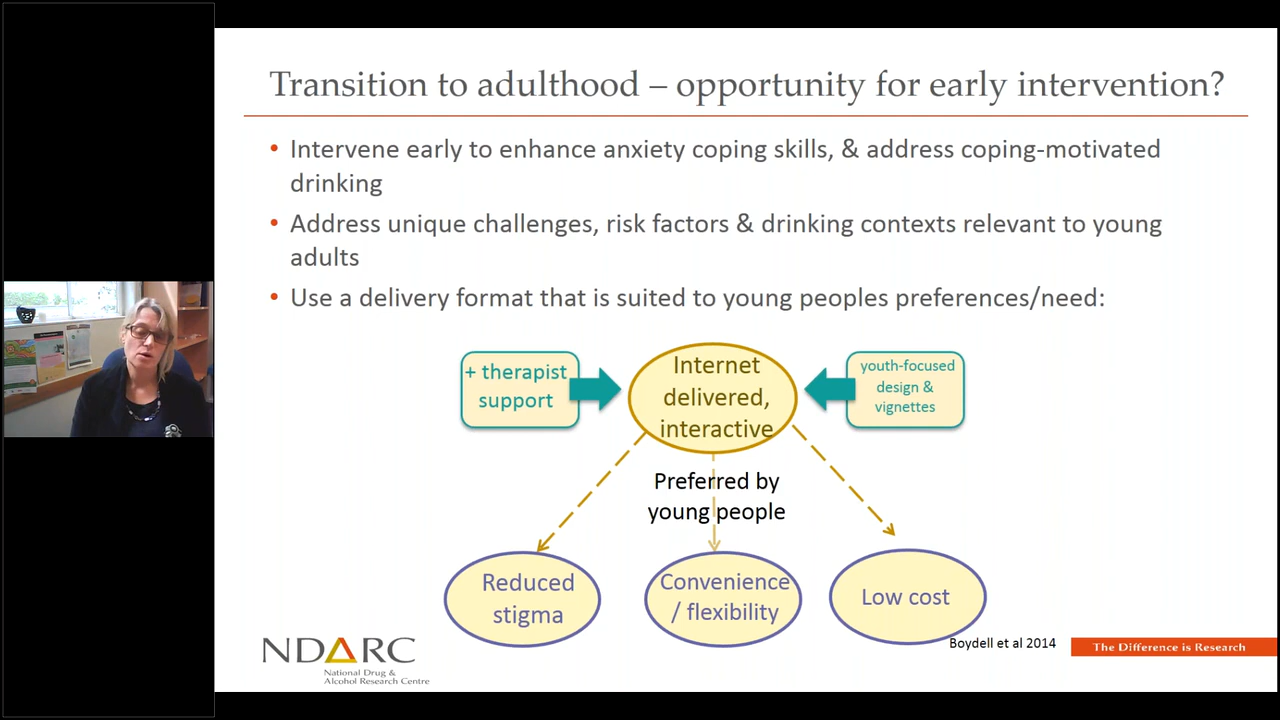 Transition to adulthood – opportunity for early intervention?
• Intervene early to enhance anxiety coping skills, & address coping-motivated
drinking
• Address unique challenges, risk factors & drinking contexts relevant to young
adults
• Use a delivery format that is suited to young peoples preferences/need:
+ therapist
support
Internet
delivered,
interactive
youth-focused
design &
vignettes
Preferred by
young people
Reduced
stigma
Convenience
/ flexibility
Low cost
Boydell et al 2014
NDARC
National Drug &
Alcohol Research Centre
The Difference is Research